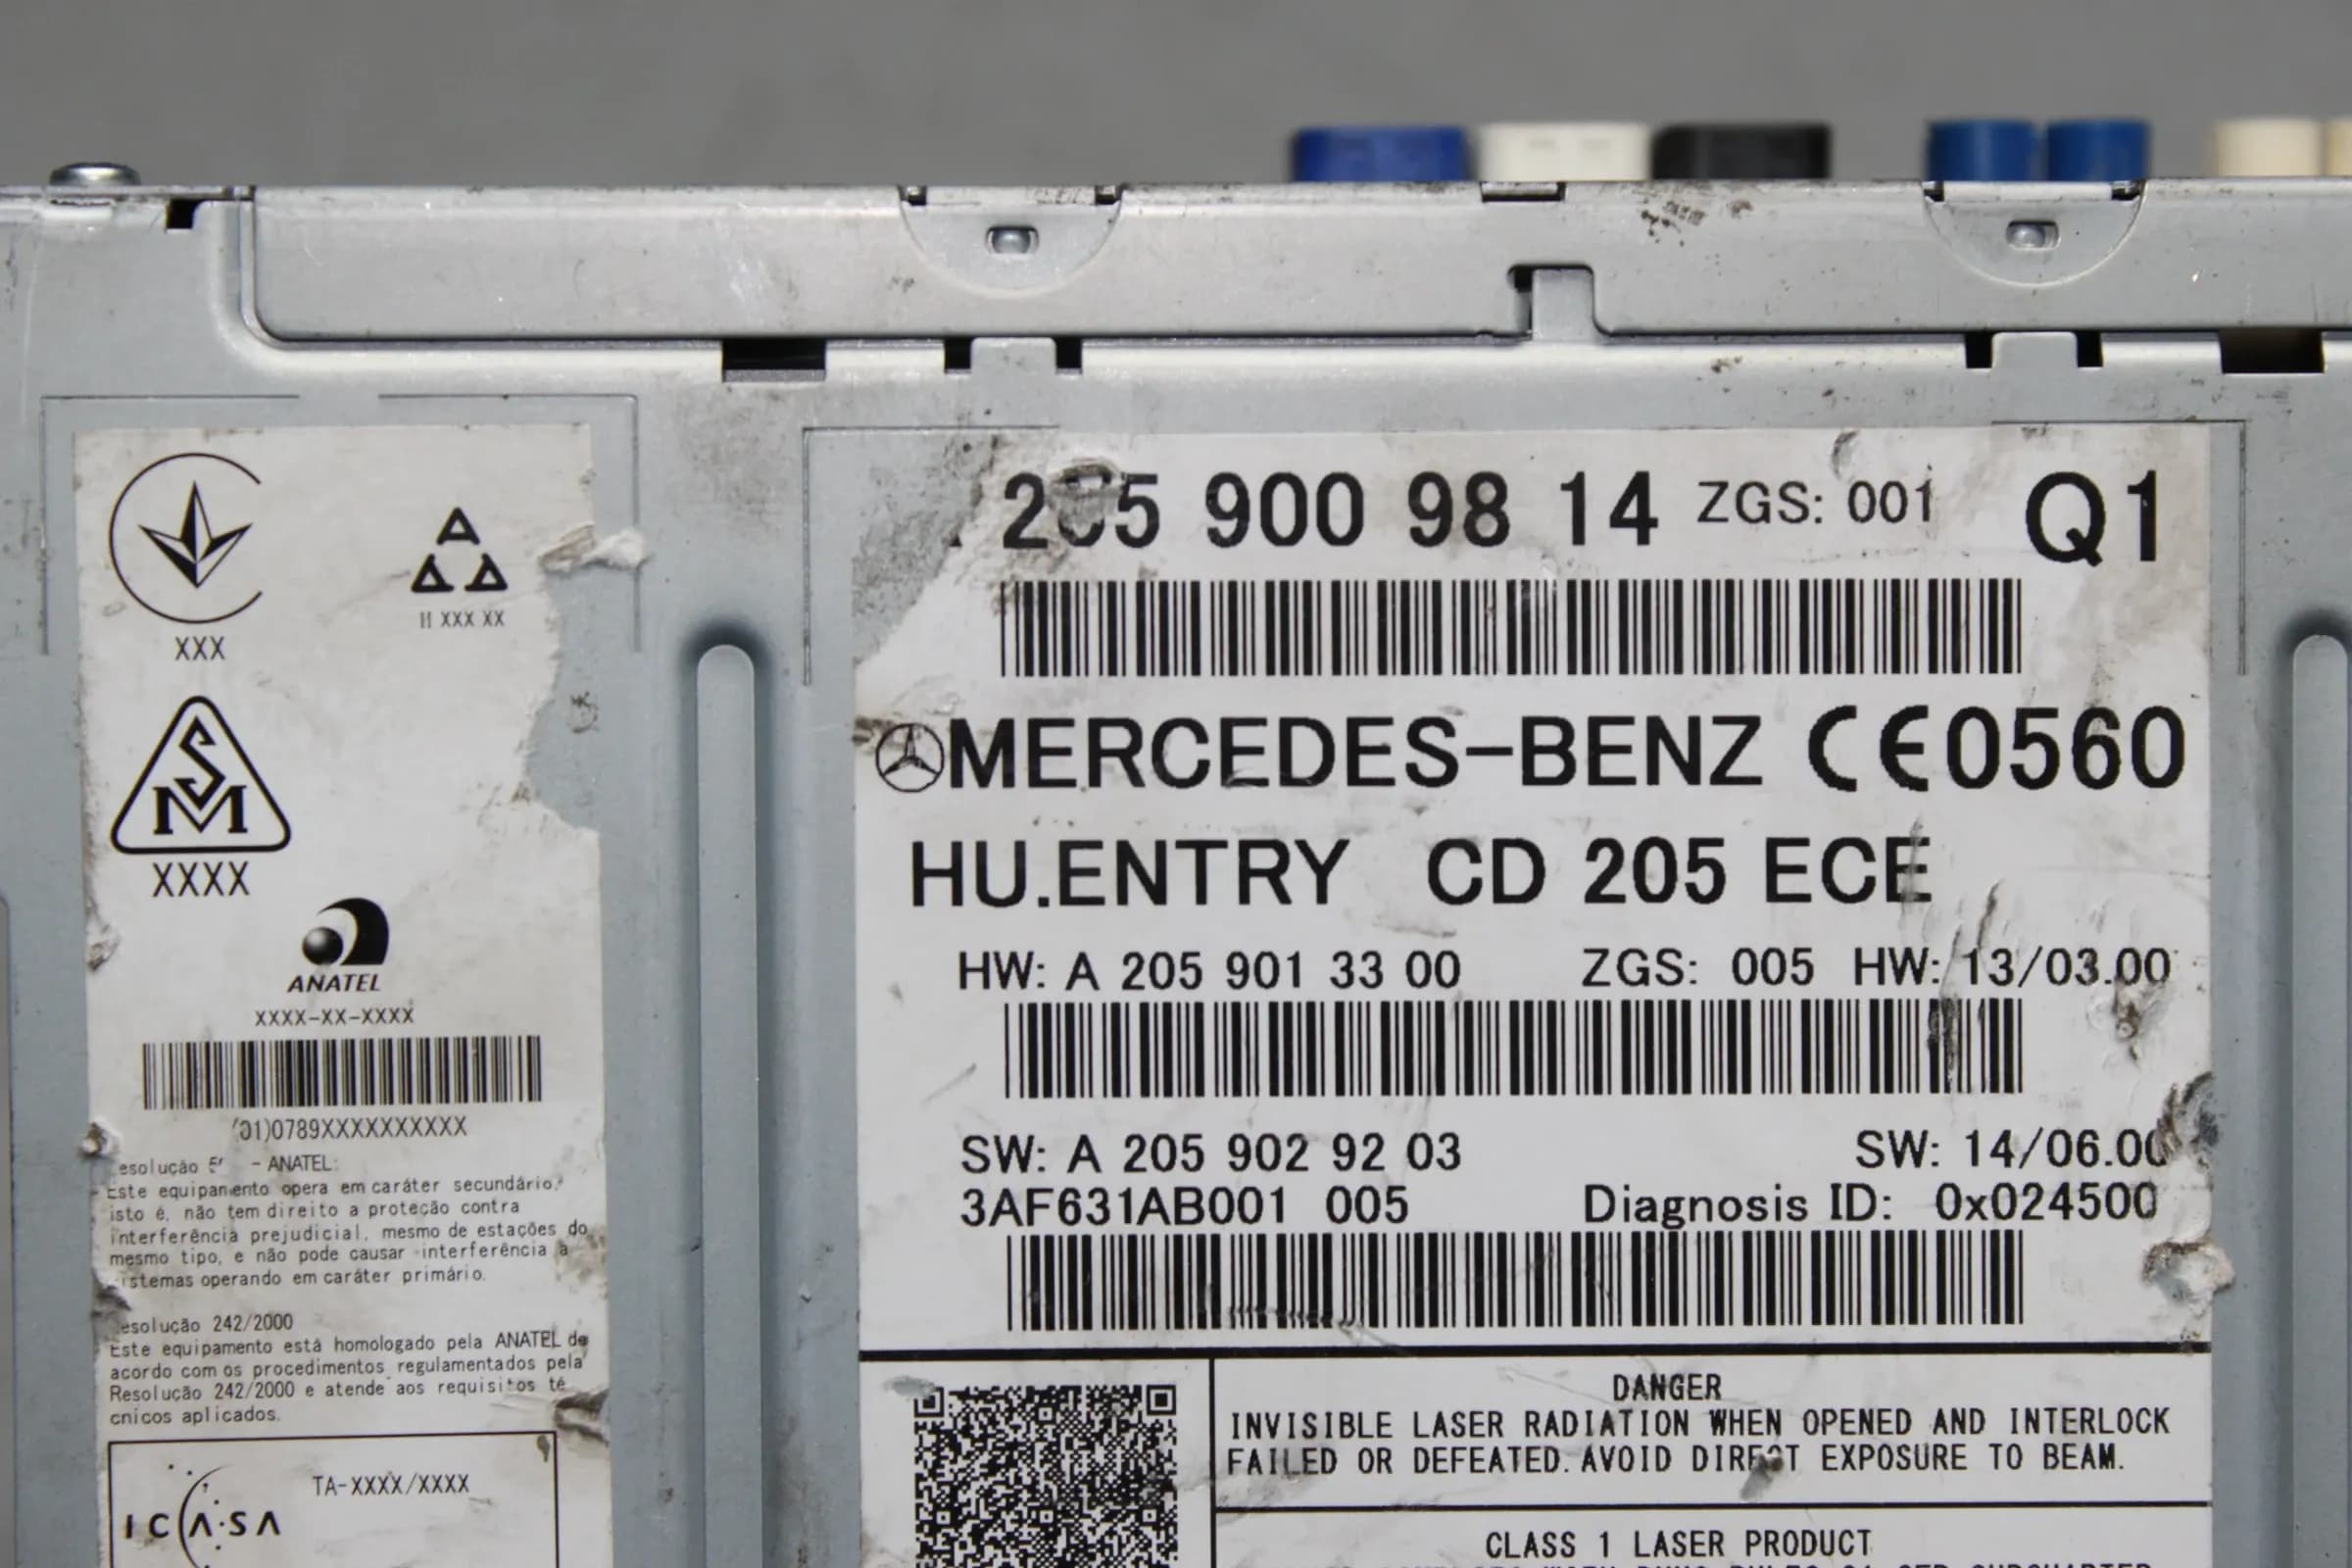 XXX
XXX XX
SM
XXXX
ANATEL
XXXX-XX-XXXX
01)0789XXXXXXXXXX
esolução - ANATEL:
Este equipamento opera em caráter secundário,
isto é, não tem direito a proteção contra
interferência prejudicial, mesmo de estações do
mesmo tipo, e não pode causar interferência a
sistemas operando em caráter primário.
esolução 242/2000
Este equipamento está homologado pela ANATEL de
acordo com os procedimentos regulamentados pela
Resolução 242/2000 e atende aos requisitos té
cnicos aplicados.
ICASA
TA-XXXX/XXXX
205 900 98 14 ZGS: 001 Q1
MERCEDES-BENZ CE0560
HU.ENTRY CD 205 ECE
HW: A 205 901 33 00 ZGS: 005 HW: 13/03.00
SW: A 205 902 92 03 SW: 14/06.00
3AF631AB001 005 Diagnosis ID: 0x024500
DANGER
INVISIBLE LASER RADIATION WHEN OPENED AND INTERLOCK
FAILED OR DEFEATED. AVOID DIRECT EXPOSURE TO BEAM.
CLASS 1 LASER PRODUCT